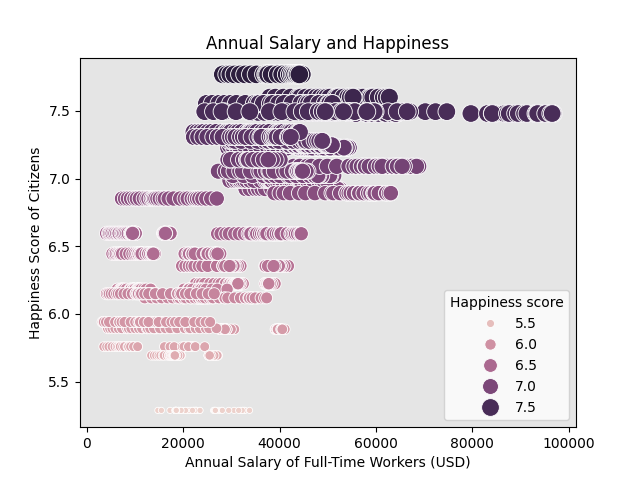 Annual Salary and Happiness
Happiness Score of Citizens
7.5
7.0
6.5
6.0
5.5
Happiness score
5.5
6.0
6.5
7.0
7.5
0 20000 40000 60000 80000 100000
Annual Salary of Full-Time Workers (USD)